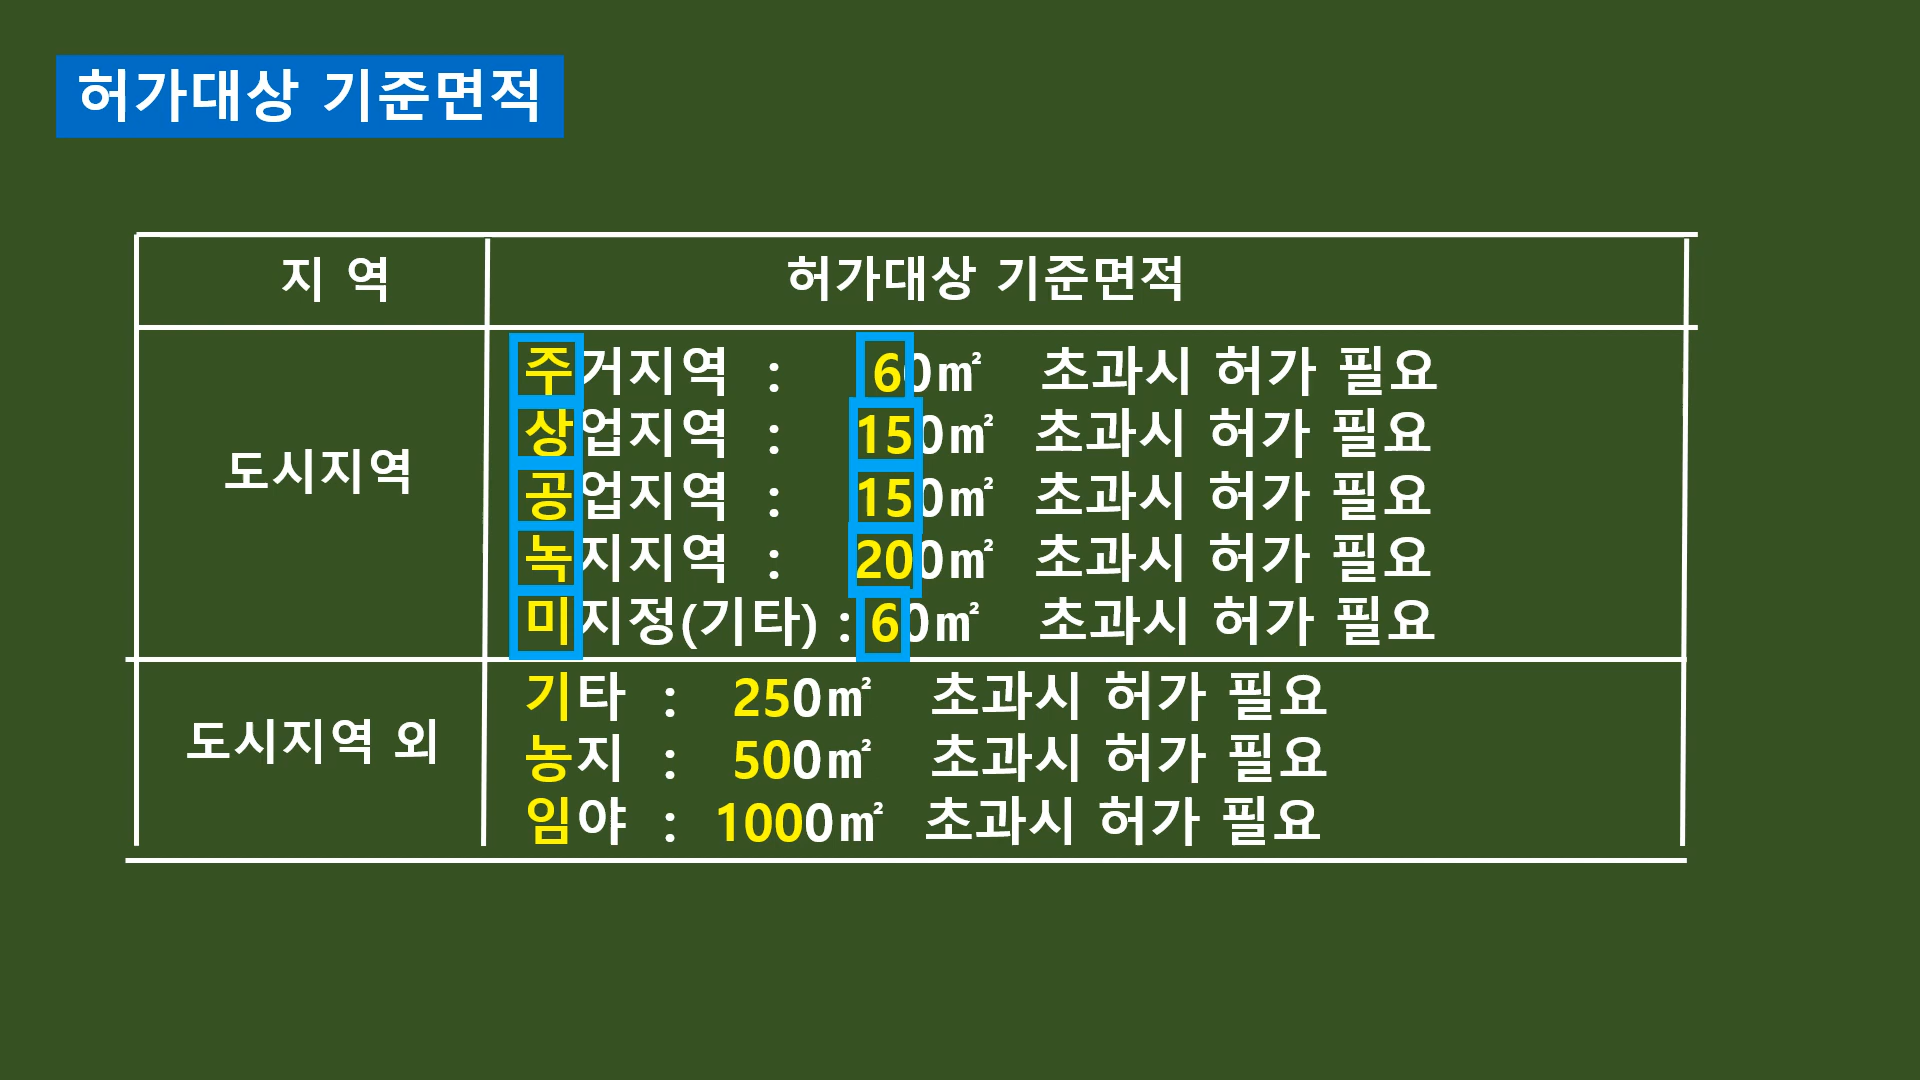 허가대상 기준면적
지 역 허가대상 기준면적
도시지역
주거지역 : 60㎡ 초과시 허가 필요
상업지역 : 150㎡ 초과시 허가 필요
공업지역 : 150㎡ 초과시 허가 필요
녹지지역 : 200㎡ 초과시 허가 필요
미지정(기타) : 60㎡ 초과시 허가 필요
도시지역 외
기타 : 250㎡ 초과시 허가 필요
농지 : 500㎡ 초과시 허가 필요
임야 : 1000㎡ 초과시 허가 필요